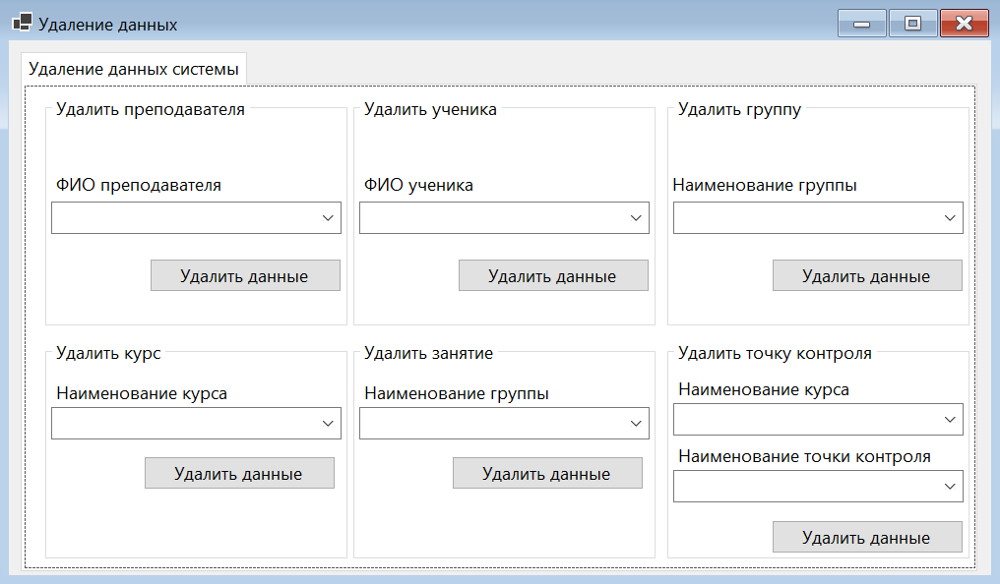 Удаление данных
Удаление данных системы
Удалить преподавателя
ФИО преподавателя
Удалить данные
Удалить ученика
ФИО ученика
Удалить данные
Удалить группу
Наименование группы
Удалить данные
Удалить курс
Наименование курса
Удалить данные
Удалить занятие
Наименование группы
Удалить данные
Удалить точку контроля
Наименование курса
Наименование точки контроля
Удалить данные